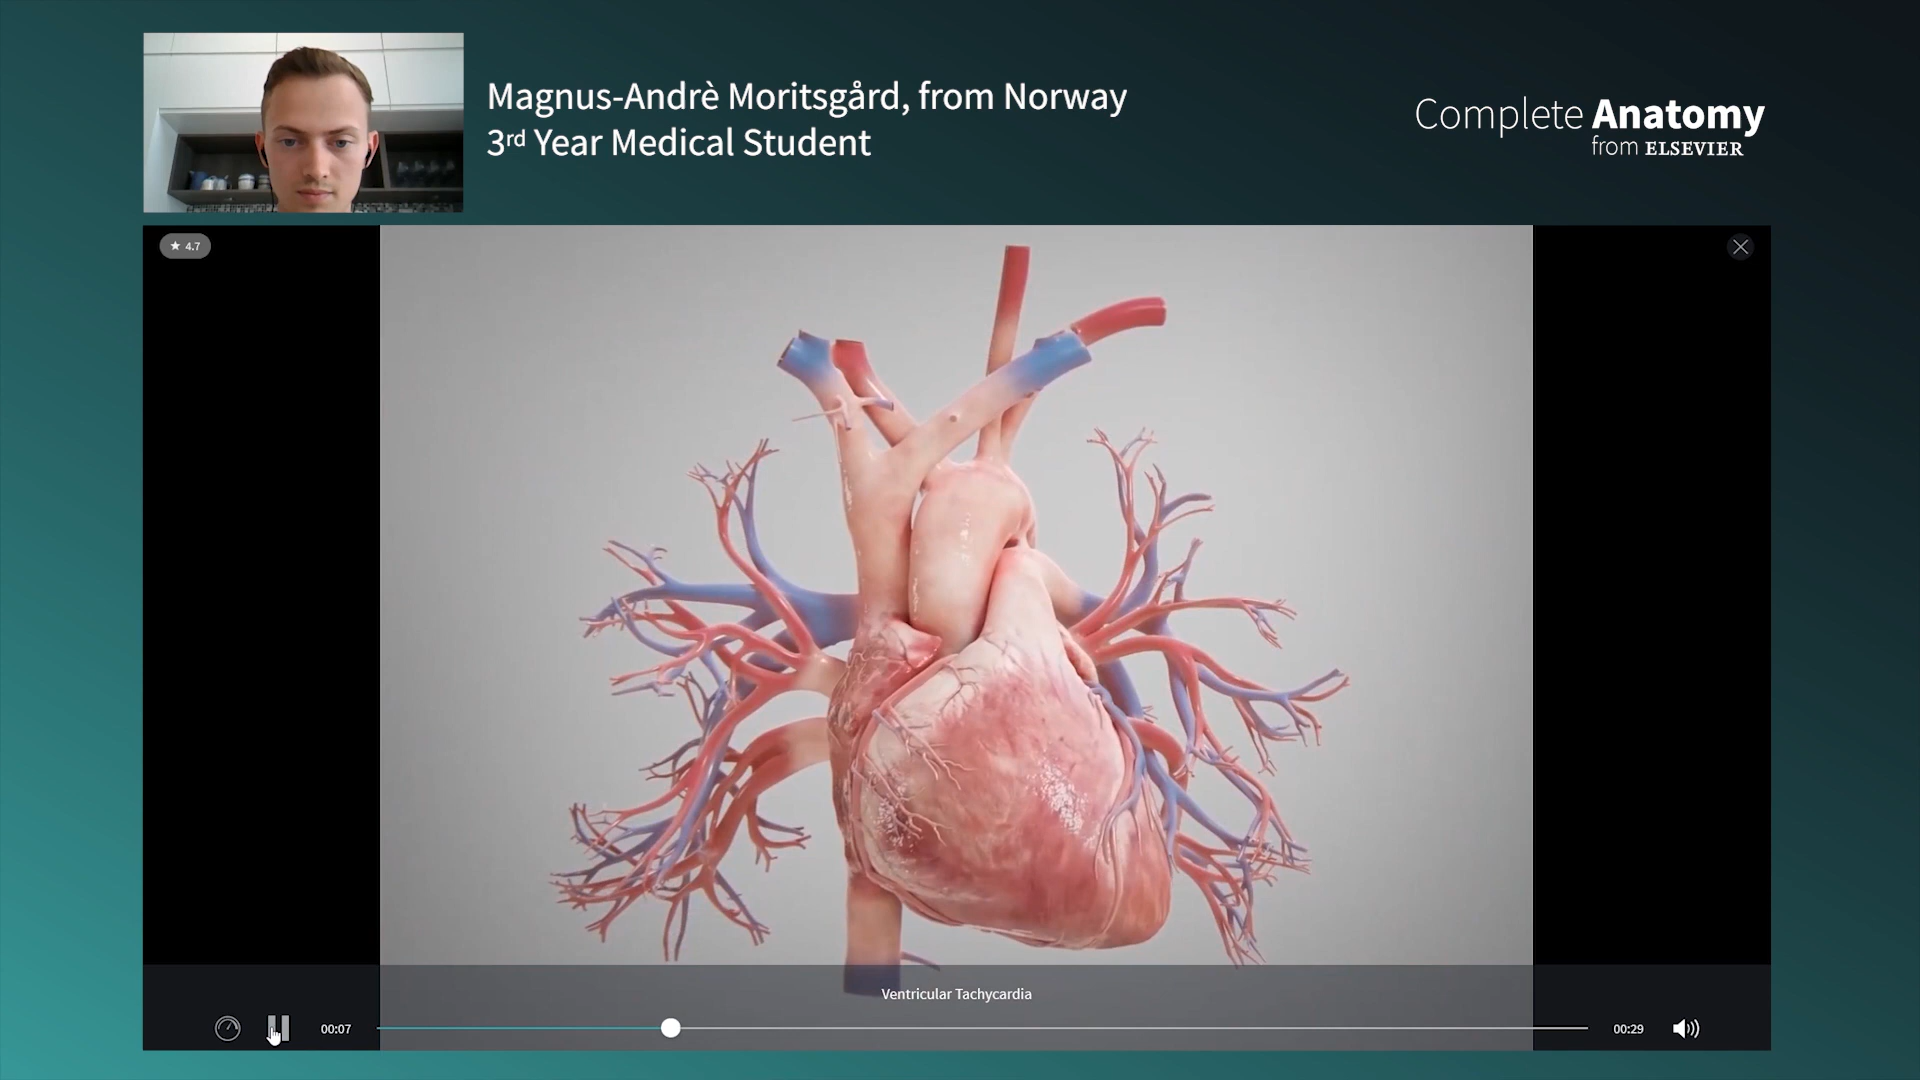 Magnus-Andrè Moritsgård, from Norway
3rd Year Medical Student
Complete Anatomy
from ELSEVIER
★ 4.7
Ventricular Tachycardia
00:07
00:29